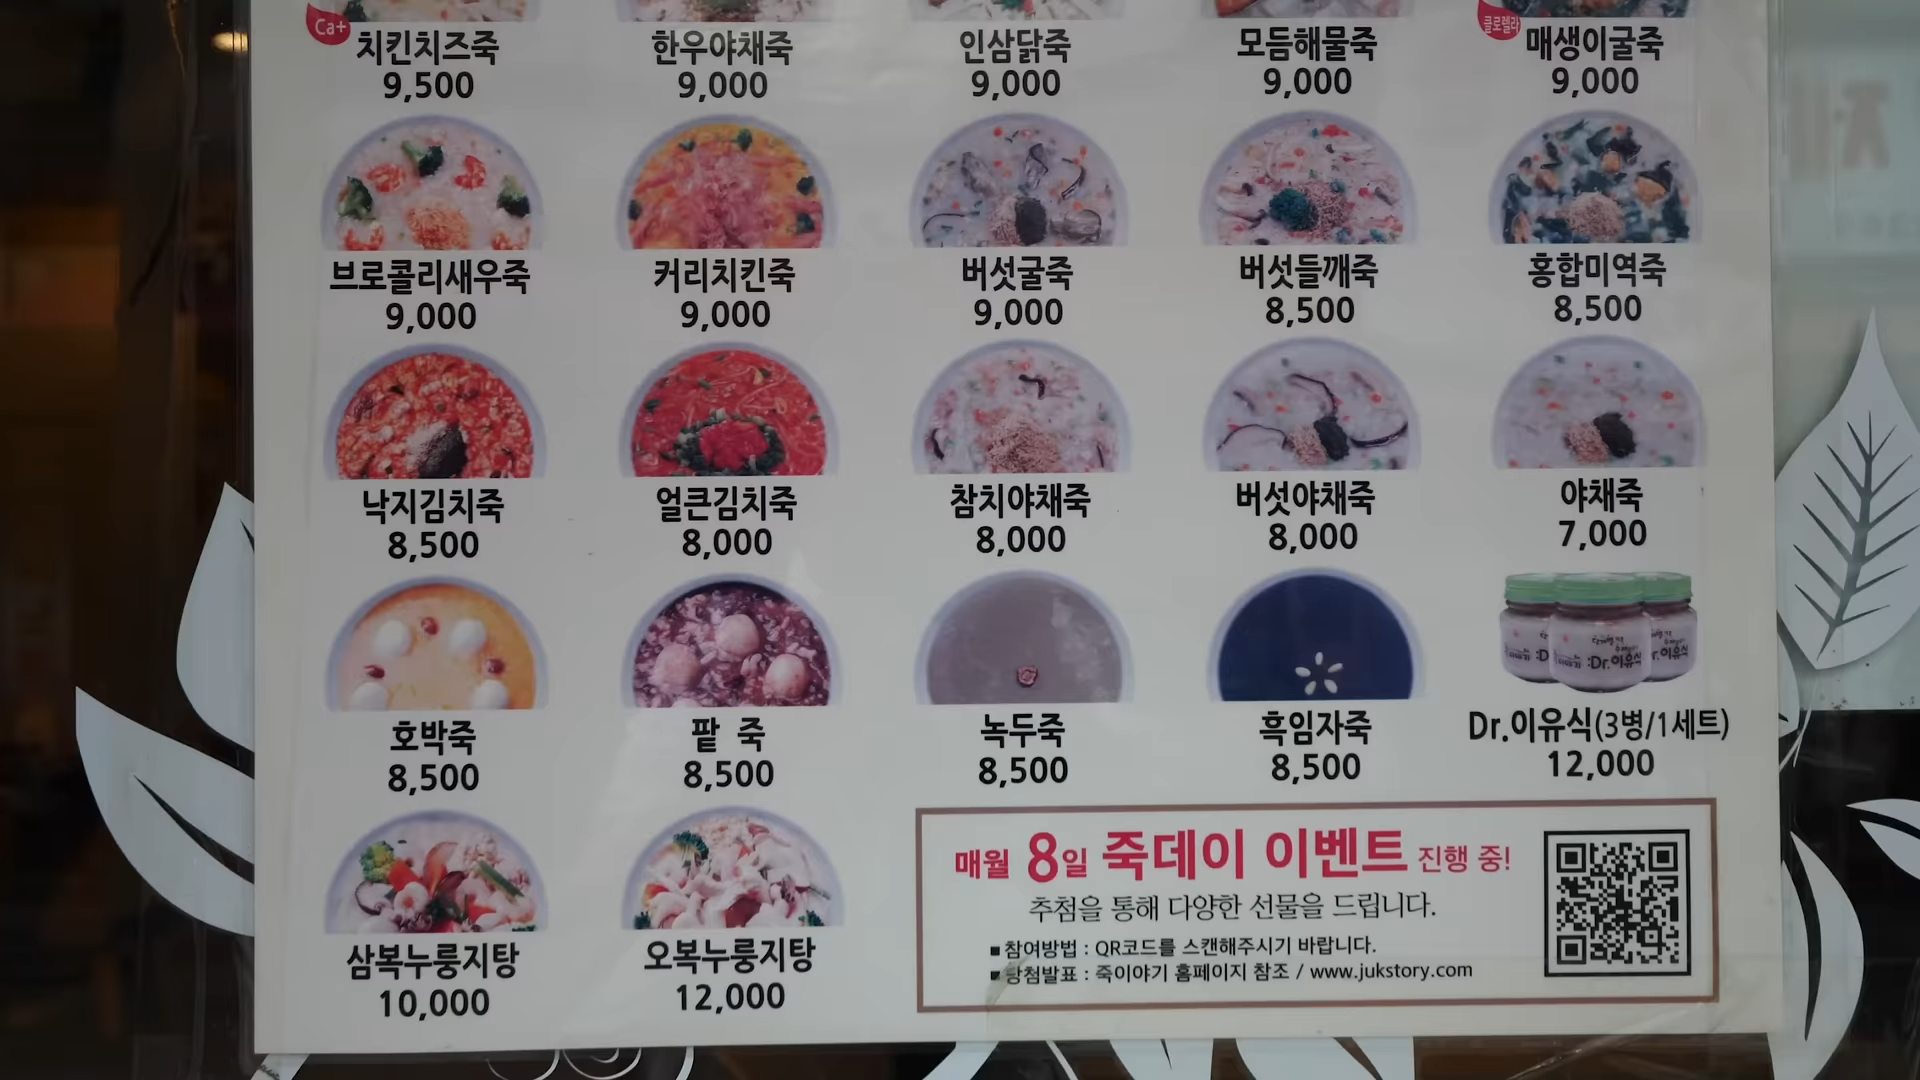 Ca+
클로렐라
치킨치즈죽 한우야채죽 인삼닭죽 모듬해물죽 매생이굴죽
9,500 9,000 9,000 9,000 9,000
브로콜리새우죽 커리치킨죽 버섯굴죽 버섯들깨죽 홍합미역죽
9,000 9,000 9,000 8,500 8,500
낙지김치죽 얼큰김치죽 참치야채죽 버섯야채죽 야채죽
8,500 8,000 8,000 8,000 7,000
:Dr.이유식
호박죽 팥 죽 녹두죽 흑임자죽 Dr.이유식(3병/1세트)
8,500 8,500 8,500 8,500 12,000
삼복누룽지탕 오복누룽지탕
10,000 12,000
매월 8일 죽데이 이벤트 진행 중!
추첨을 통해 다양한 선물을 드립니다.
■ 참여방법 : QR코드를 스캔해주시기 바랍니다.
■ 당첨발표 : 죽이야기 홈페이지 참조 / www.jukstory.com